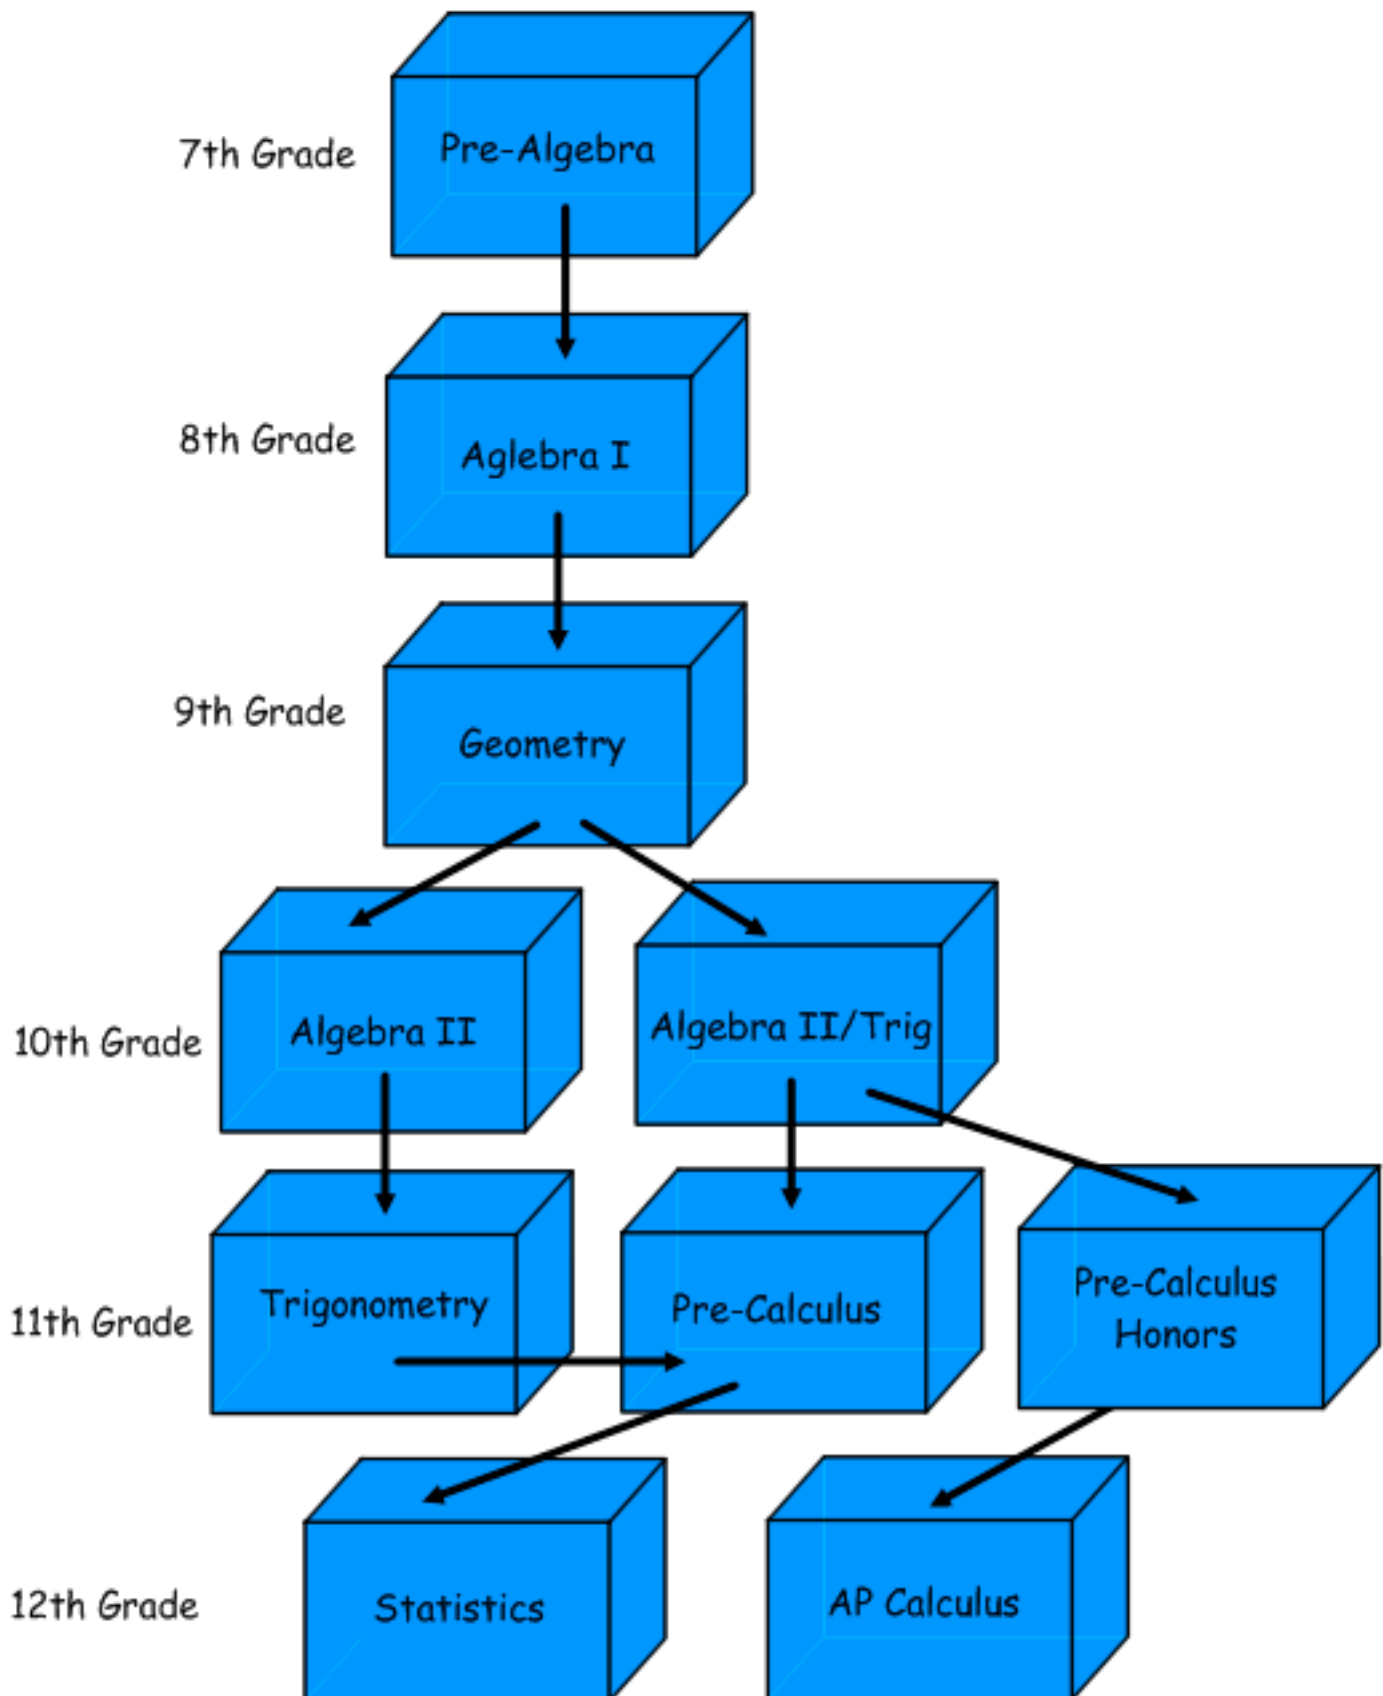 7th Grade
Pre-Algebra
8th Grade
Aglebra I
9th Grade
Geometry
10th Grade
Algebra II
Algebra II/Trig
11th Grade
Trigonometry
Pre-Calculus
Pre-Calculus
Honors
12th Grade
Statistics
AP Calculus